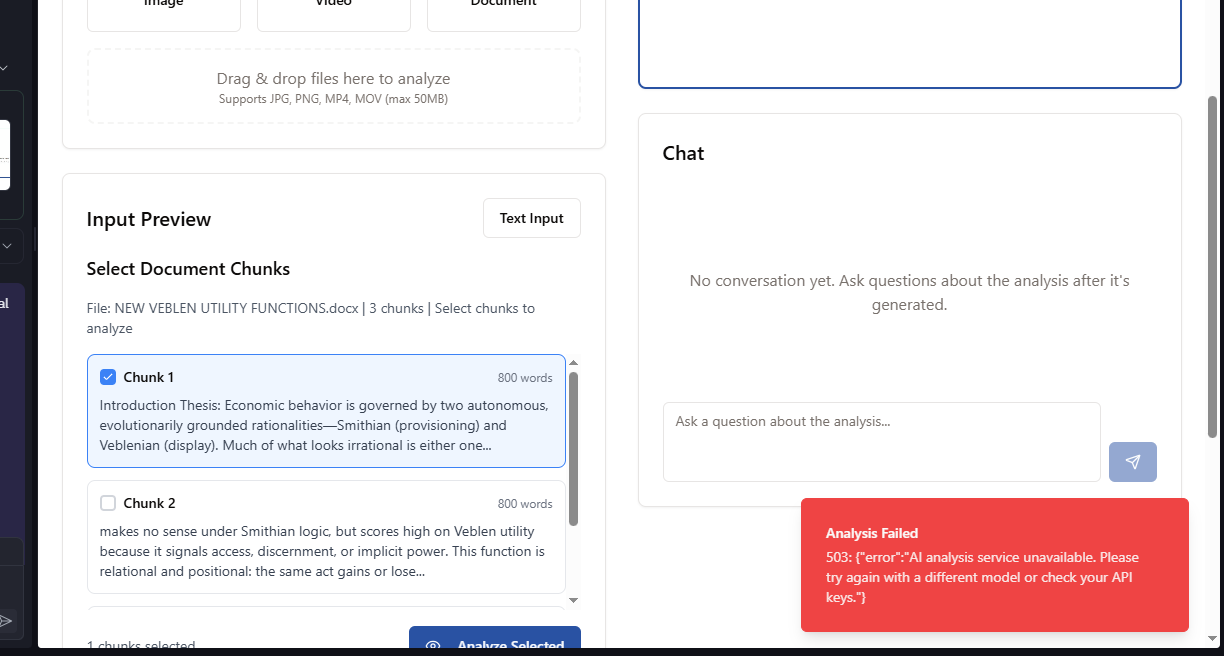 Image
Video
Document
Drag & drop files here to analyze
Supports JPG, PNG, MP4, MOV (max 50MB)
Input Preview
Text Input
Select Document Chunks
File: NEW VEBLEN UTILITY FUNCTIONS.docx | 3 chunks | Select chunks to
analyze
Chunk 1
800 words
Introduction Thesis: Economic behavior is governed by two autonomous,
evolutionarily grounded rationalities—Smithian (provisioning) and
Veblenian (display). Much of what looks irrational is either one...
Chunk 2
800 words
makes no sense under Smithian logic, but scores high on Veblen utility
because it signals access, discernment, or implicit power. This function is
relational and positional: the same act gains or lose...
1 chunks selected
Analyze Selected
Chat
No conversation yet. Ask questions about the analysis after it's
generated.
Ask a question about the analysis...
Analysis Failed
503: {"error":"AI analysis service unavailable. Please
try again with a different model or check your API
keys."}